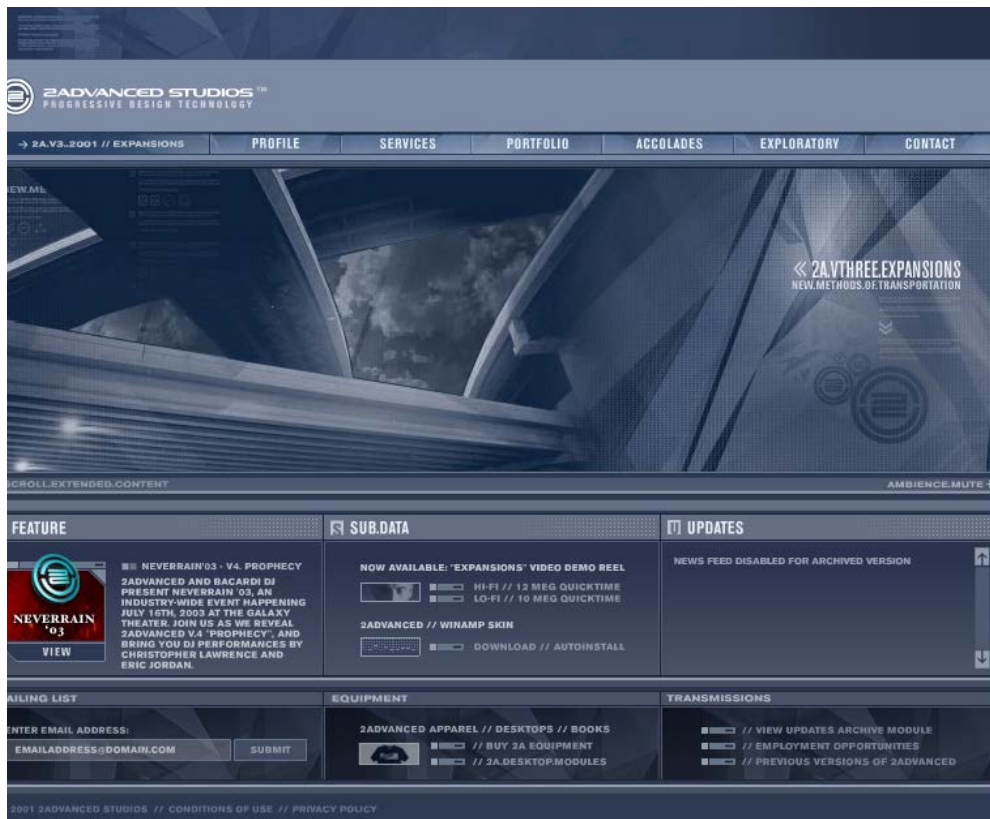 2ADVANCED STUDIOS™
PROGRESSIVE DESIGN TECHNOLOGY
→ 2A.V3..2001 // EXPANSIONS
PROFILE
SERVICES
PORTFOLIO
ACCOLADES
EXPLORATORY
CONTACT
« 2A.VTHREE.EXPANSIONS
NEW.METHODS.OF.TRANSPORTATION
SCROLL.EXTENDED.CONTENT
AMBIENCE.MUTE
FEATURE
NEVERRAIN
'03
VIEW
NEVERRAIN'03 - V4. PROPHECY
2ADVANCED AND BACARDI DJ
PRESENT NEVERRAIN '03, AN
INDUSTRY-WIDE EVENT HAPPENING
JULY 16TH, 2003 AT THE GALAXY
THEATER. JOIN US AS WE REVEAL
2ADVANCED V.4 "PROPHECY", AND
BRING YOU DJ PERFORMANCES BY
CHRISTOPHER LAWRENCE AND
ERIC JORDAN.
SUB.DATA
NOW AVAILABLE: "EXPANSIONS" VIDEO DEMO REEL
HI-FI // 12 MEG QUICKTIME
LO-FI // 10 MEG QUICKTIME
2ADVANCED // WINAMP SKIN
DOWNLOAD // AUTOINSTALL
UPDATES
NEWS FEED DISABLED FOR ARCHIVED VERSION
AILING LIST
ENTER EMAIL ADDRESS:
EMAILADDRESS@DOMAIN.COM
SUBMIT
EQUIPMENT
2ADVANCED APPAREL // DESKTOPS // BOOKS
// BUY 2A EQUIPMENT
// 2A.DESKTOP.MODULES
TRANSMISSIONS
// VIEW UPDATES ARCHIVE MODULE
// EMPLOYMENT OPPORTUNITIES
// PREVIOUS VERSIONS OF 2ADVANCED
2001 2ADVANCED STUDIOS // CONDITIONS OF USE // PRIVACY POLICY